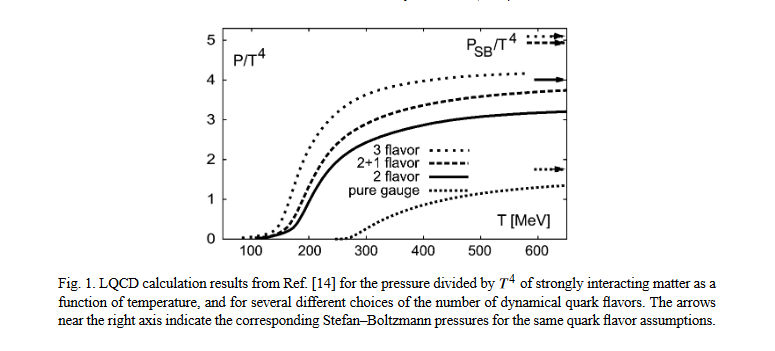 5
P/T⁴
P_SB/T⁴
4
3
3 flavor
2+1 flavor
2
2 flavor
pure gauge
1
T [MeV]
0
100 200 300 400 500 600
Fig. 1. LQCD calculation results from Ref. [14] for the pressure divided by T⁴ of strongly interacting matter as a
function of temperature, and for several different choices of the number of dynamical quark flavors. The arrows
near the right axis indicate the corresponding Stefan–Boltzmann pressures for the same quark flavor assumptions.